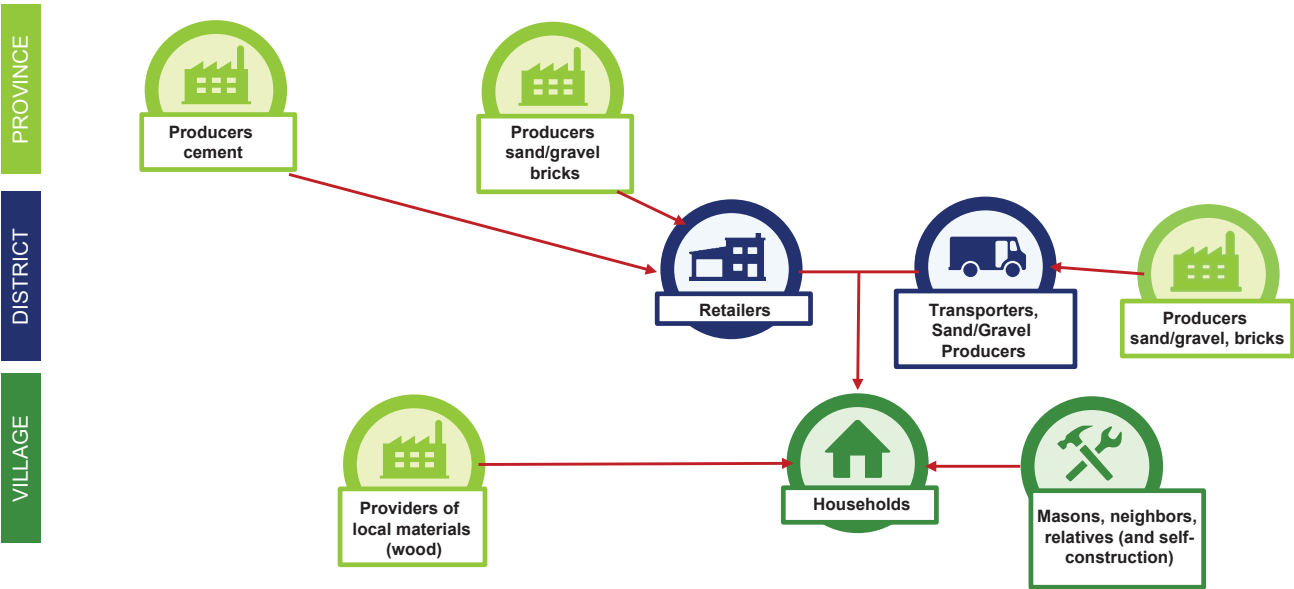 PROVINCE
Producers
cement
Producers
sand/gravel
bricks
DISTRICT
Retailers
Transporters,
Sand/Gravel
Producers
Producers
sand/gravel, bricks
VILLAGE
Providers of
local materials
(wood)
Households
Masons, neighbors,
relatives (and self-
construction)